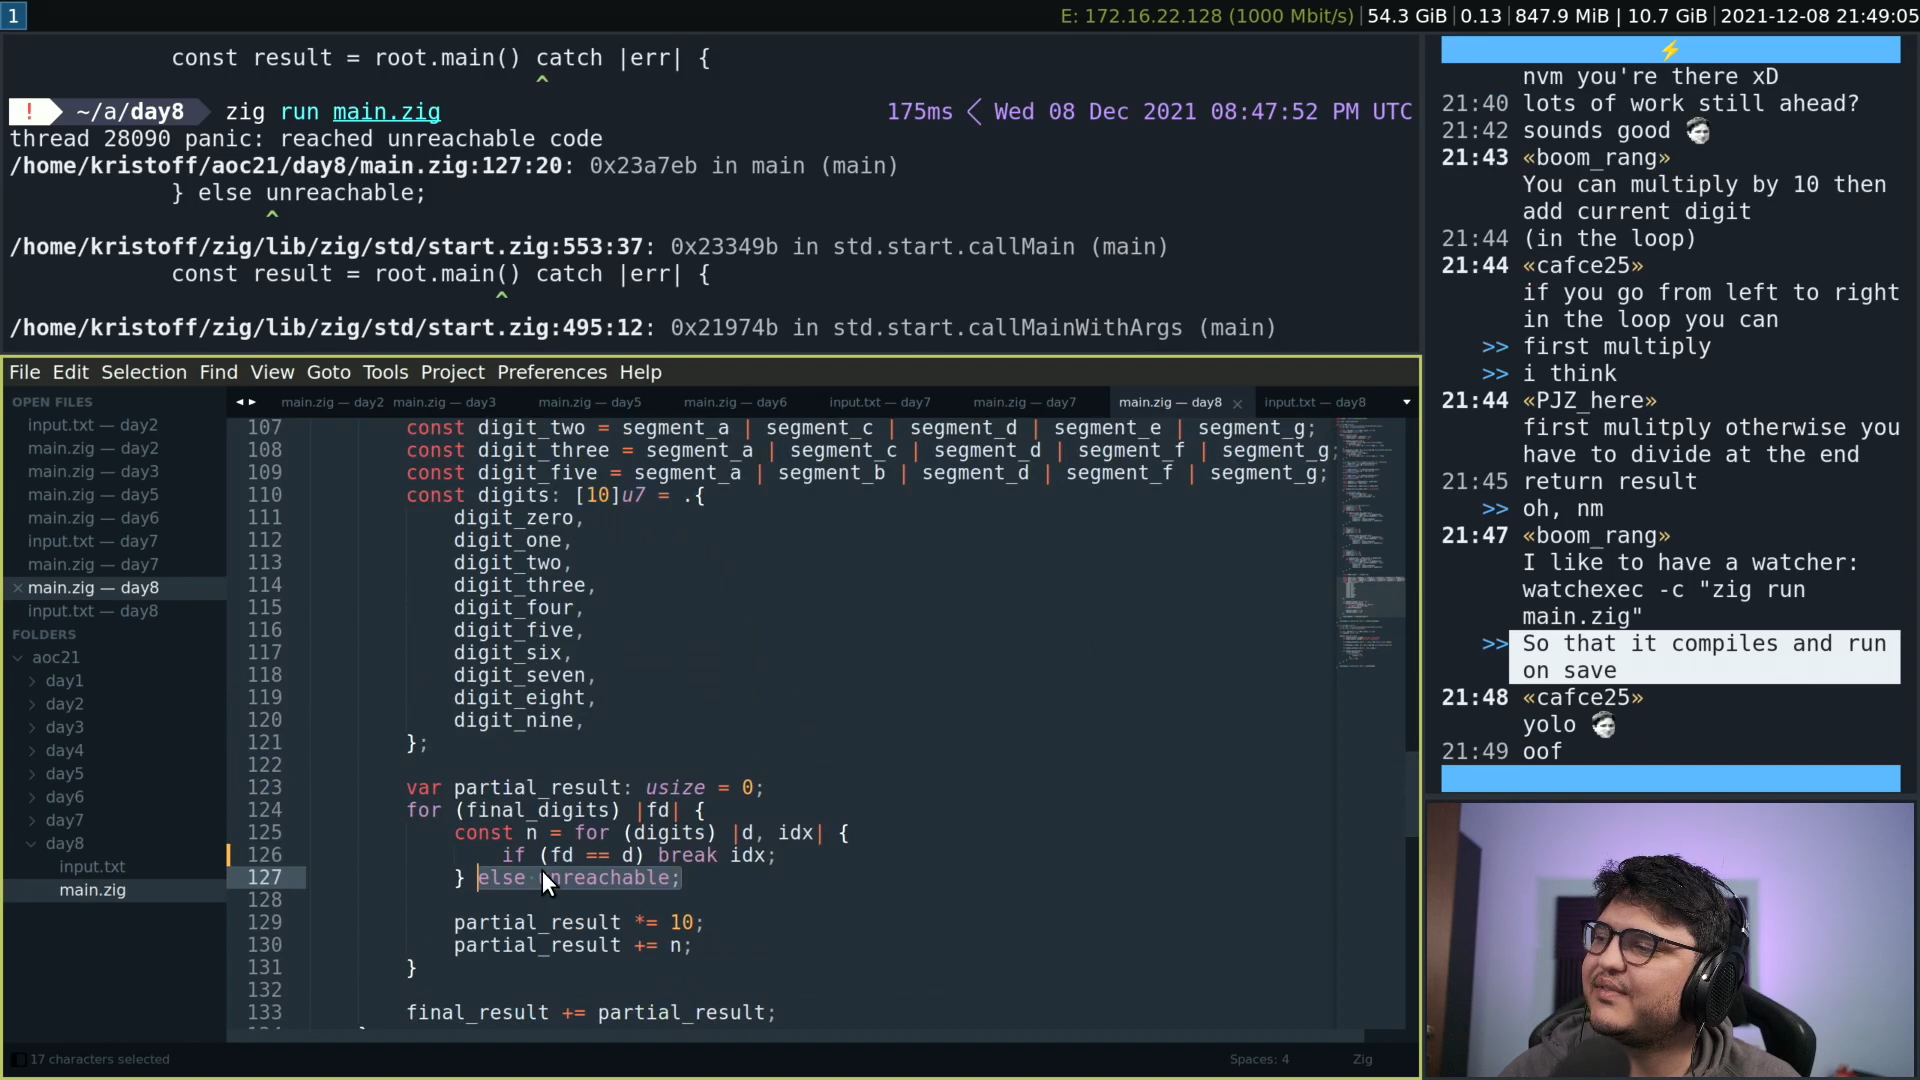 1
E: 172.16.22.128 (1000 Mbit/s)|54.3 GiB|0.13|847.9 MiB | 10.7 GiB|2021-12-08 21:49:05
const result = root.main() catch |err| {
^
! ~/a/day8 zig run main.zig 175ms < Wed 08 Dec 2021 08:47:52 PM UTC
thread 28090 panic: reached unreachable code
/home/kristoff/aoc21/day8/main.zig:127:20: 0x23a7eb in main (main)
} else unreachable;
^
/home/kristoff/zig/lib/zig/std/start.zig:553:37: 0x23349b in std.start.callMain (main)
const result = root.main() catch |err| {
^
/home/kristoff/zig/lib/zig/std/start.zig:495:12: 0x21974b in std.start.callMainWithArgs (main)
File Edit Selection Find View Goto Tools Project Preferences Help
OPEN FILES
input.txt — day2
main.zig — day2
main.zig — day3
main.zig — day5
main.zig — day6
input.txt — day7
main.zig — day7
main.zig — day8
input.txt — day8
FOLDERS
aoc21
day1
day2
day3
day4
day5
day6
day7
day8
input.txt
main.zig
main.zig — day2 main.zig — day3 main.zig — day5 main.zig — day6 input.txt — day7 main.zig — day7 main.zig — day8 input.txt — day8
107 const digit_two = segment_a | segment_c | segment_d | segment_e | segment_g;
108 const digit_three = segment_a | segment_c | segment_d | segment_f | segment_g;
109 const digit_five = segment_a | segment_b | segment_d | segment_f | segment_g;
110 const digits: [10]u7 = .{
111 digit_zero,
112 digit_one,
113 digit_two,
114 digit_three,
115 digit_four,
116 digit_five,
117 digit_six,
118 digit_seven,
119 digit_eight,
120 digit_nine,
121 };
122
123 var partial_result: usize = 0;
124 for (final_digits) |fd| {
125 const n = for (digits) |d, idx| {
126 if (fd == d) break idx;
127 } else unreachable;
128
129 partial_result *= 10;
130 partial_result += n;
131 }
132
133 final_result += partial_result;
17 characters selected
Spaces: 4 Zig
nvm you're there xD
21:40 lots of work still ahead?
21:42 sounds good
21:43 «boom_rang»
You can multiply by 10 then
add current digit
21:44 (in the loop)
21:44 «cafce25»
if you go from left to right
in the loop you can
>> first multiply
>> i think
21:44 «PJZ_here»
first mulitply otherwise you
have to divide at the end
21:45 return result
>> oh, nm
21:47 «boom_rang»
I like to have a watcher:
watchexec -c "zig run
main.zig"
>> So that it compiles and run
on save
21:48 «cafce25»
yolo
21:49 oof